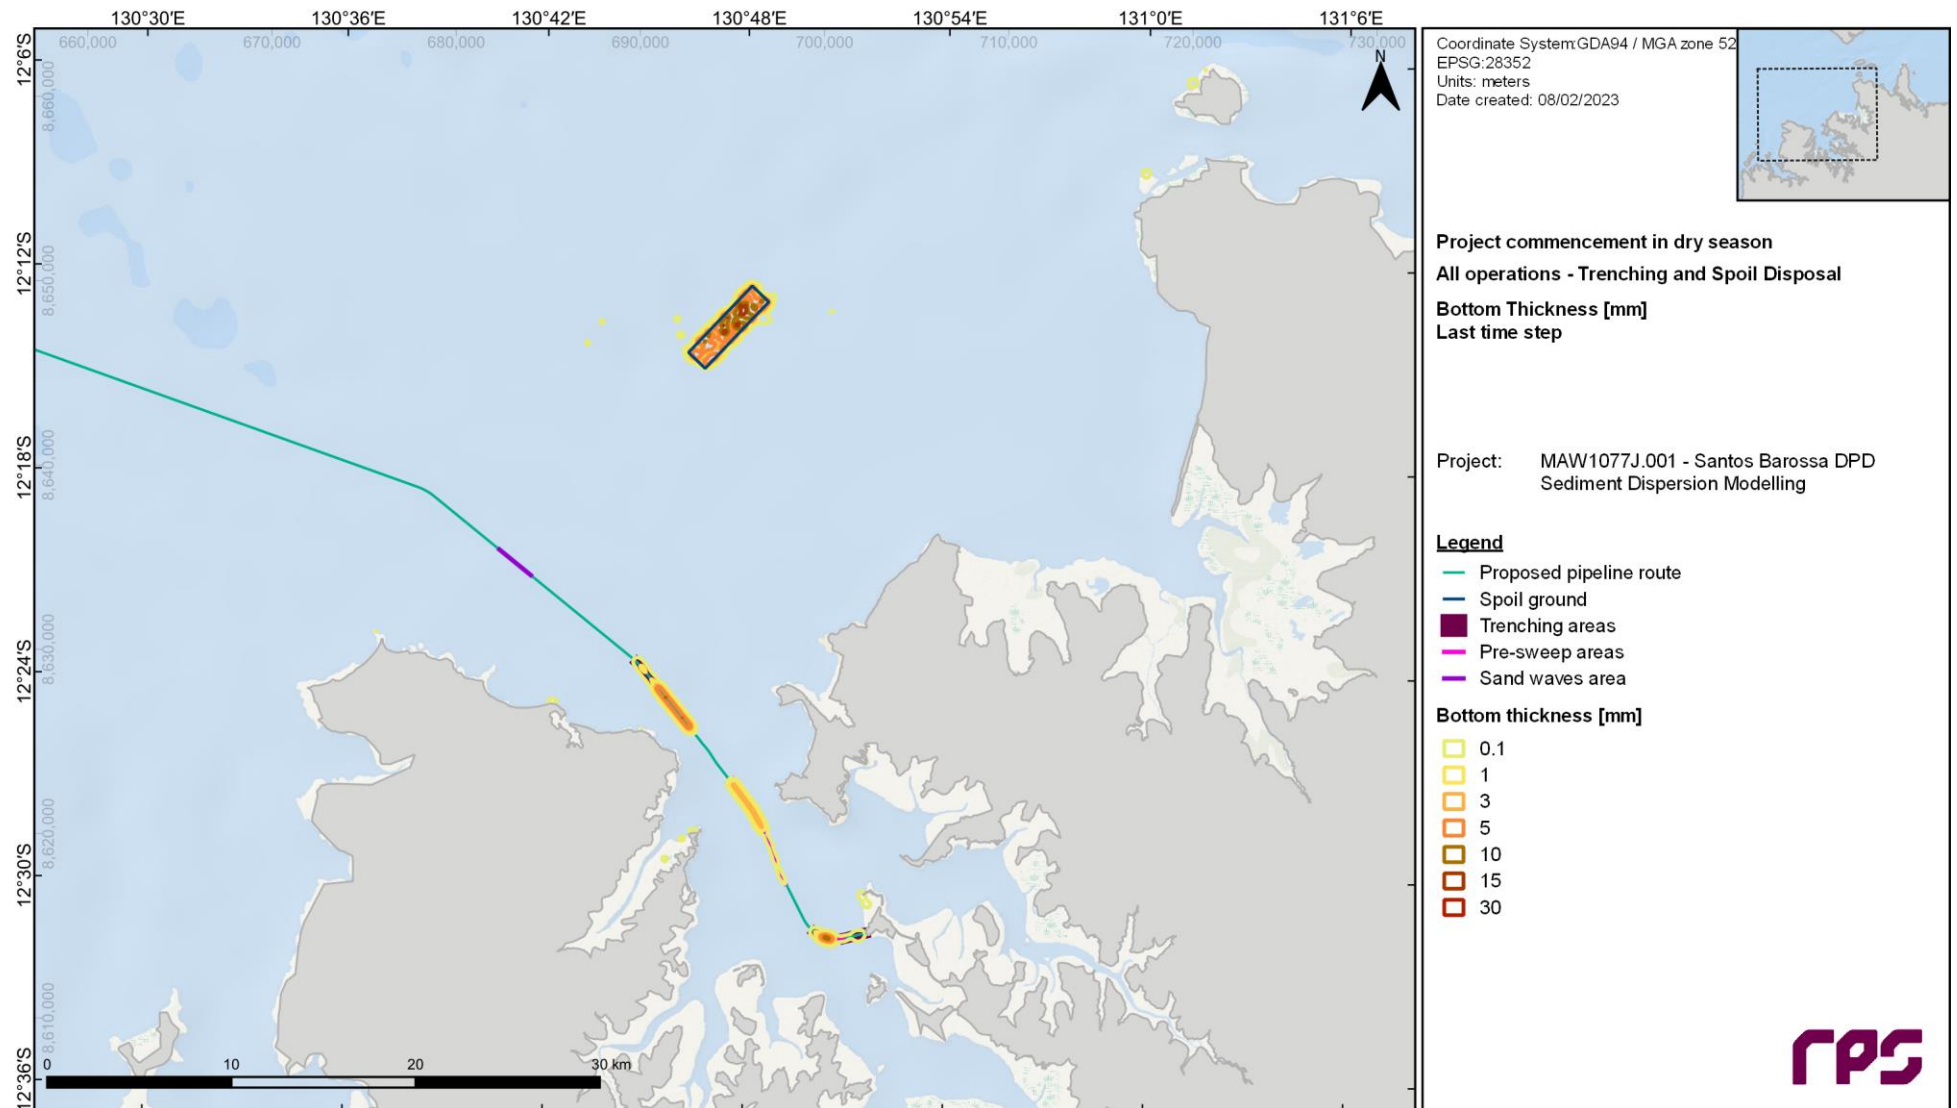 130°30'E 130°36'E 130°42'E 130°48'E 130°54'E 131°0'E 131°6'E
660,000 670,000 680,000 690,000 700,000 710,000 720,000 730,000
12°6'S
8,660,000
12°12'S
8,650,000
12°18'S
8,640,000
12°24'S
8,630,000
12°30'S
8,620,000
12°36'S
8,610,000
N
0 10 20 30 km
Coordinate System:GDA94 / MGA zone 52
EPSG:28352
Units: meters
Date created: 08/02/2023
Project commencement in dry season
All operations - Trenching and Spoil Disposal
Bottom Thickness [mm]
Last time step
Project: MAW1077J.001 - Santos Barossa DPD
Sediment Dispersion Modelling
Legend
Proposed pipeline route
Spoil ground
Trenching areas
Pre-sweep areas
Sand waves area
Bottom thickness [mm]
0.1
1
3
5
10
15
30
rps